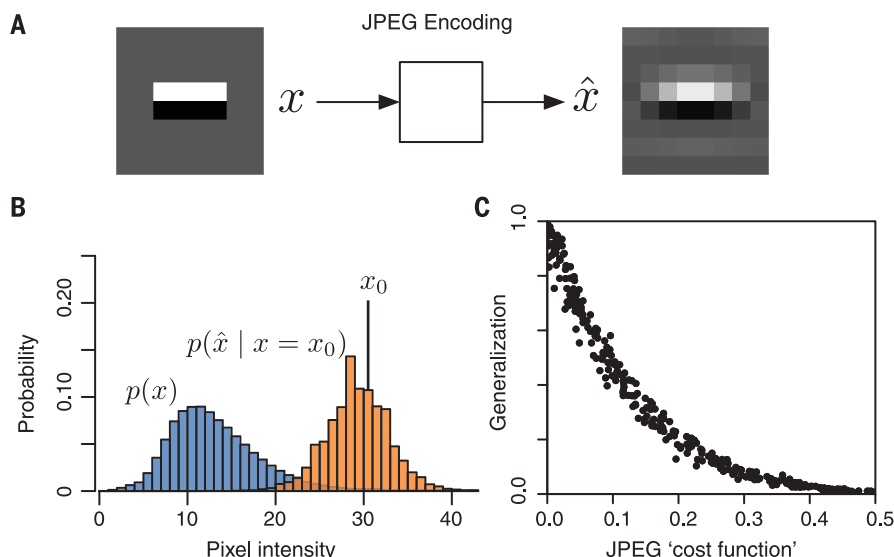 A
JPEG Encoding
x
x̂
B
Probability
0.20
0.10
0
p(x)
p(x̂ | x = x₀)
x₀
0
10
20
30
40
Pixel intensity
C
Generalization
1.0
0.0
0.0
0.1
0.2
0.3
0.4
0.5
JPEG ‘cost function’